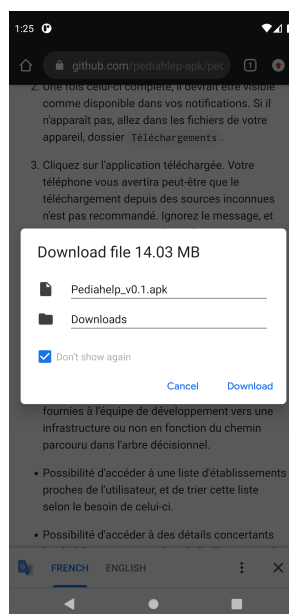 1:25
github.com/pediahlep-apk/pec
1
2. Une fois celui-ci complété, il devrait être visible
comme disponible dans vos notifications. Si il
n'apparaît pas, allez dans les fichiers de votre
appareil, dossier Téléchargements .
3. Cliquez sur l'application téléchargée. Votre
téléphone vous avertira peut-être que le
téléchargement depuis des sources inconnues
n'est pas recommandé. Ignorez le message, et
Download file 14.03 MB
Pediahelp_v0.1.apk
Downloads
Don't show again
Cancel
Download
fournies à l'équipe de développement vers une
infrastructure ou non en fonction du chemin
parcouru dans l'arbre décisionnel.
• Possibilité d'accéder à une liste d'établissements
proches de l'utilisateur, et de trier cette liste
selon le besoin de celui-ci.
• Possibilité d'accéder à des détails concertants
FRENCH
ENGLISH